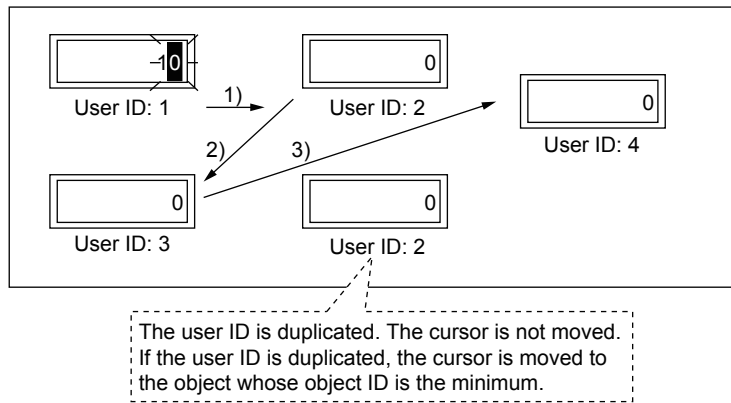 10
0
User ID: 1
1)
User ID: 2
0
User ID: 4
2)
3)
0
0
User ID: 3
User ID: 2
The user ID is duplicated. The cursor is not moved.
If the user ID is duplicated, the cursor is moved to
the object whose object ID is the minimum.